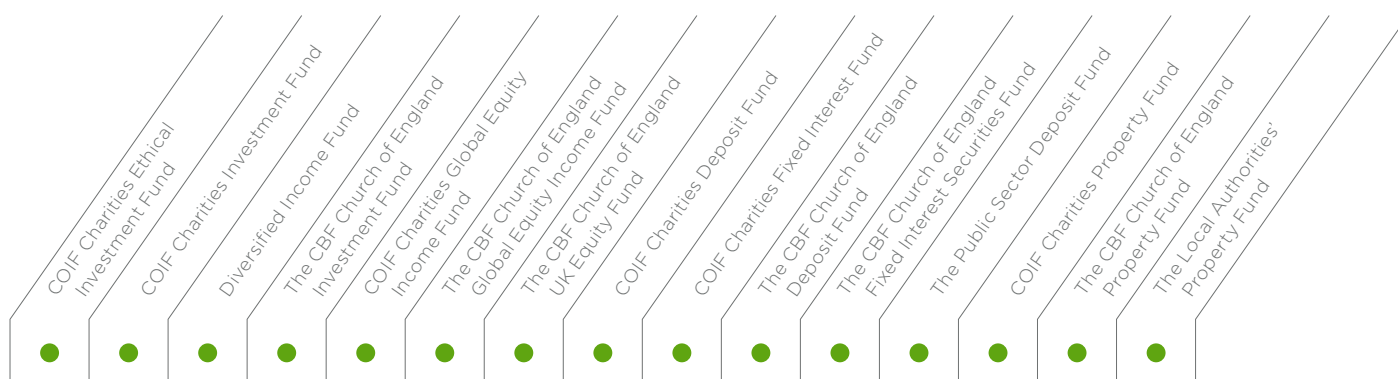 COIF Charities Ethical
Investment Fund
COIF Charities Investment Fund
Diversified Income Fund
The CBF Church of England
Investment Fund
COIF Charities Global Equity
Income Fund
The CBF Church of England
Global Equity Income Fund
The CBF Church of England
UK Equity Fund
COIF Charities Deposit Fund
COIF Charities Fixed Interest Fund
The CBF Church of England
Deposit Fund
The CBF Church of England
Fixed Interest Securities Fund
The Public Sector Deposit Fund
COIF Charities Property Fund
The CBF Church of England
Property Fund
The Local Authorities’
Property Fund